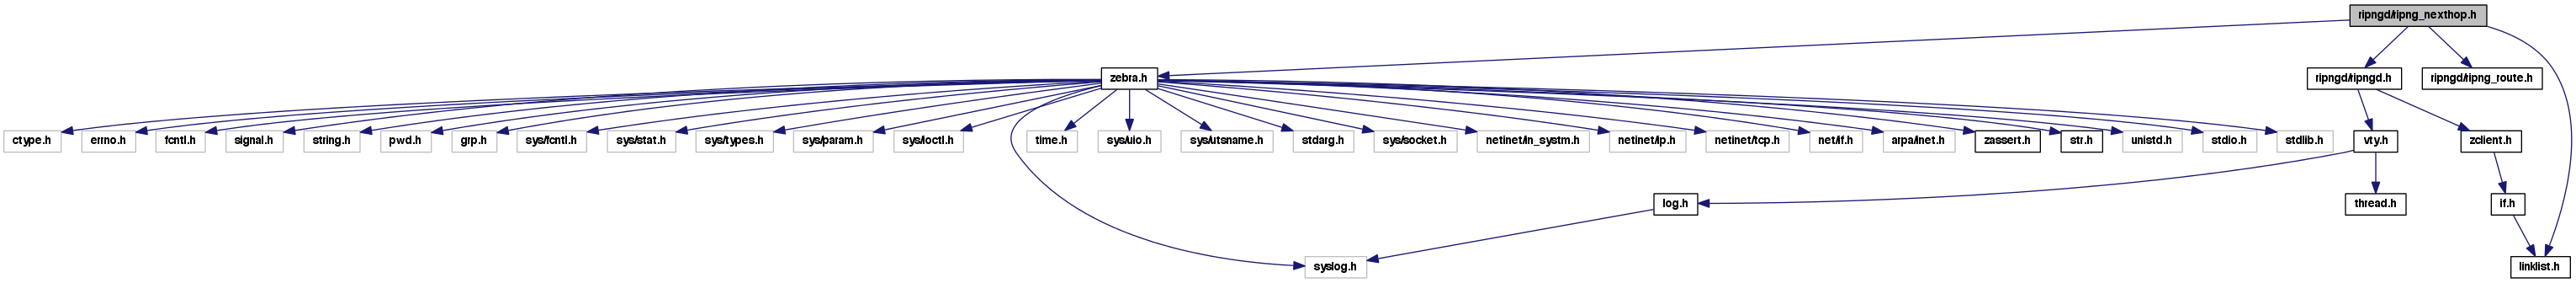 ripngd/ripng_nexthop.h
zebra.h
ripngd/ripngd.h
ripngd/ripng_route.h
ctype.h
errno.h
fcntl.h
signal.h
string.h
pwd.h
grp.h
sys/fcntl.h
sys/stat.h
sys/types.h
sys/param.h
sys/ioctl.h
time.h
sys/uio.h
sys/utsname.h
stdarg.h
sys/socket.h
netinet/in_systm.h
netinet/ip.h
netinet/tcp.h
net/if.h
arpa/inet.h
zassert.h
str.h
unistd.h
stdio.h
stdlib.h
vty.h
zclient.h
log.h
thread.h
if.h
syslog.h
linklist.h